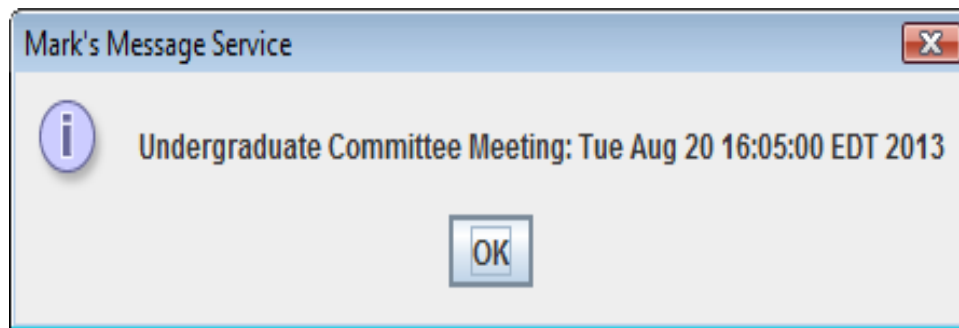 Mark's Message Service
Undergraduate Committee Meeting: Tue Aug 20 16:05:00 EDT 2013
OK